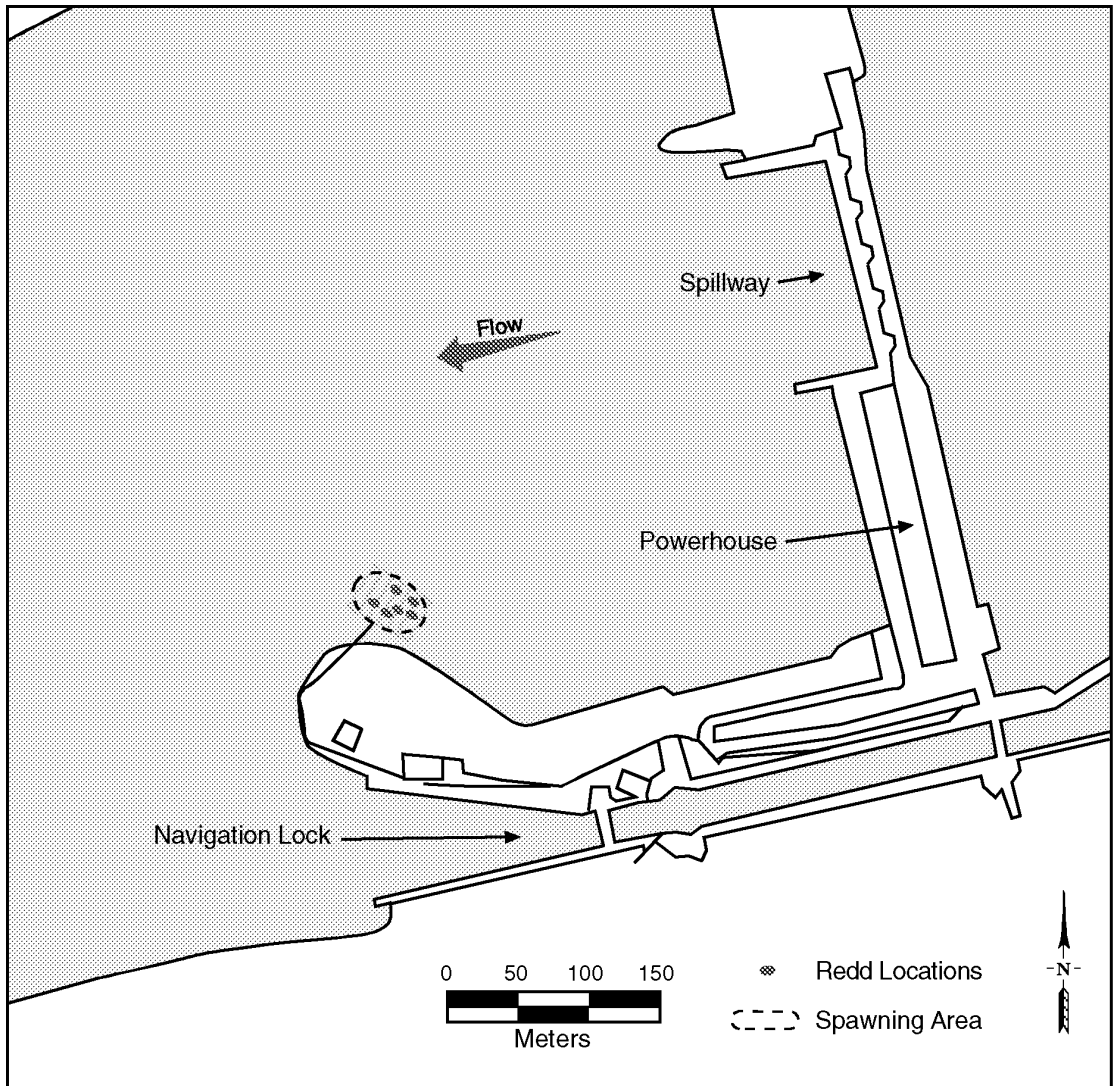 Spillway
Flow
Powerhouse
Navigation Lock
0 50 100 150
Meters
Redd Locations
Spawning Area
N